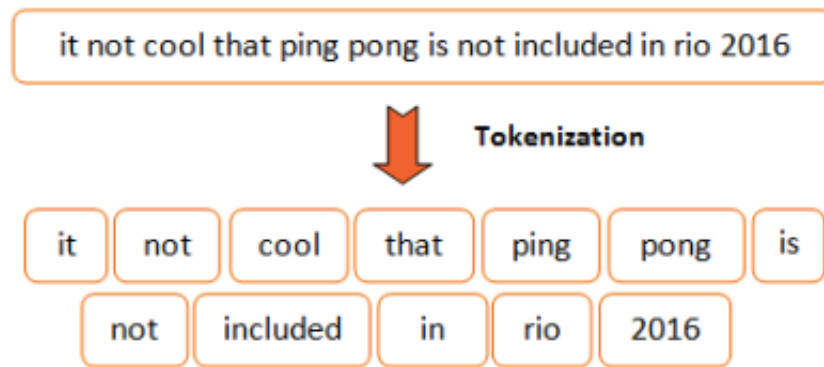 it not cool that ping pong is not included in rio 2016
Tokenization
it not cool that ping pong is
not included in rio 2016